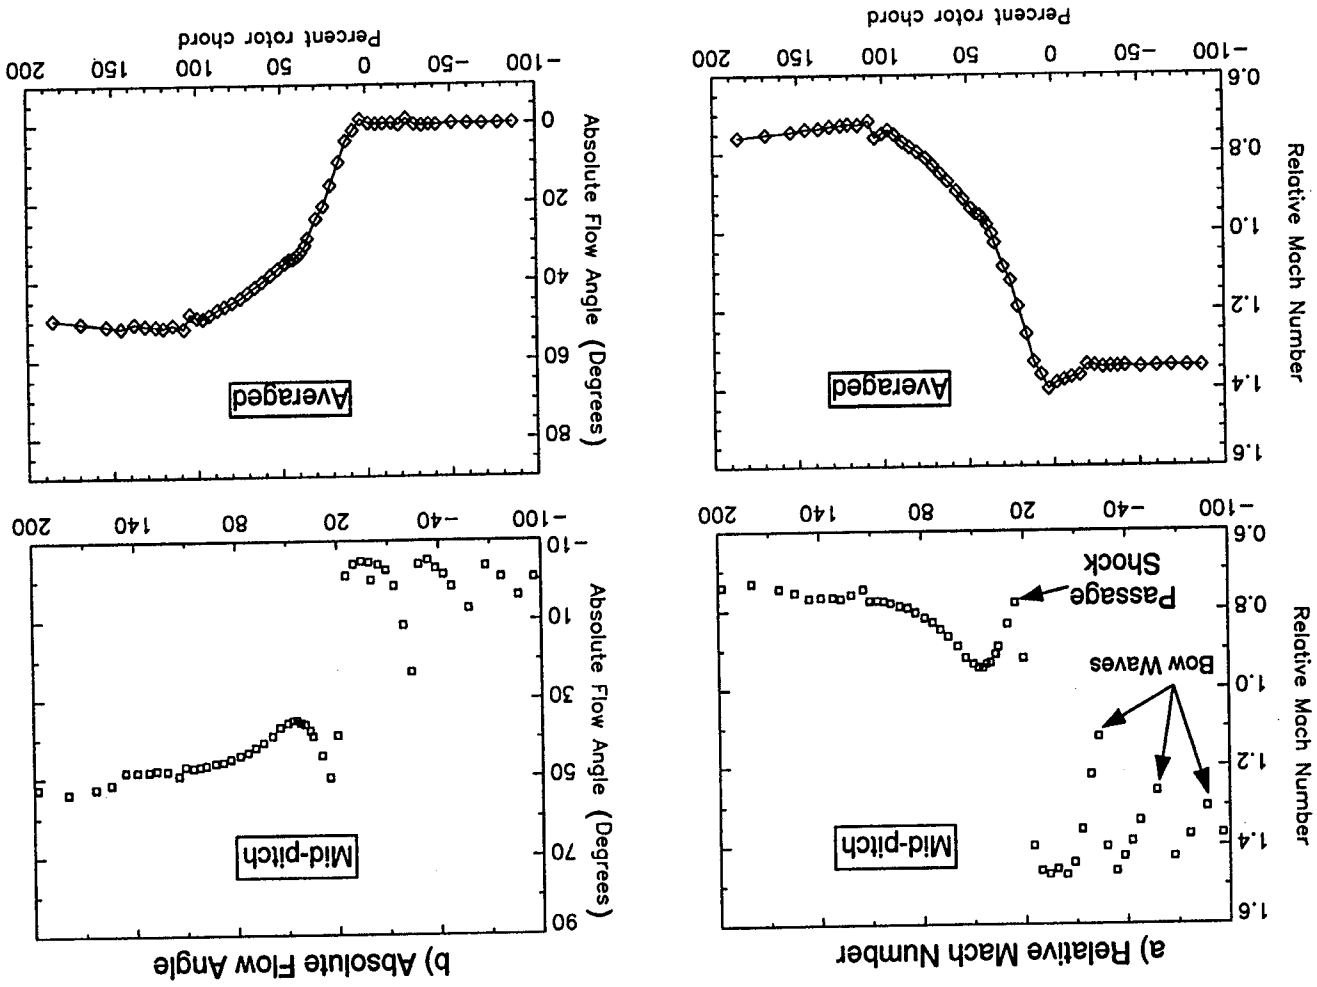 a) Relative Mach Number
1.6
1.4
1.2
1.0
0.8
0.6
Relative Mach Number
Mid-pitch
Bow Waves
Passage
Shock
-100 -40 20 80 140 200
b) Absolute Flow Angle
90
70
50
30
10
-10
Absolute Flow Angle (Degrees)
Mid-pitch
-100 -40 20 80 140 200
1.6
1.4
1.2
1.0
0.8
0.6
Relative Mach Number
Averaged
-100 -50 0 50 100 150 200
Percent rotor chord
80
60
40
20
0
Absolute Flow Angle (Degrees)
Averaged
-100 -50 0 50 100 150 200
Percent rotor chord